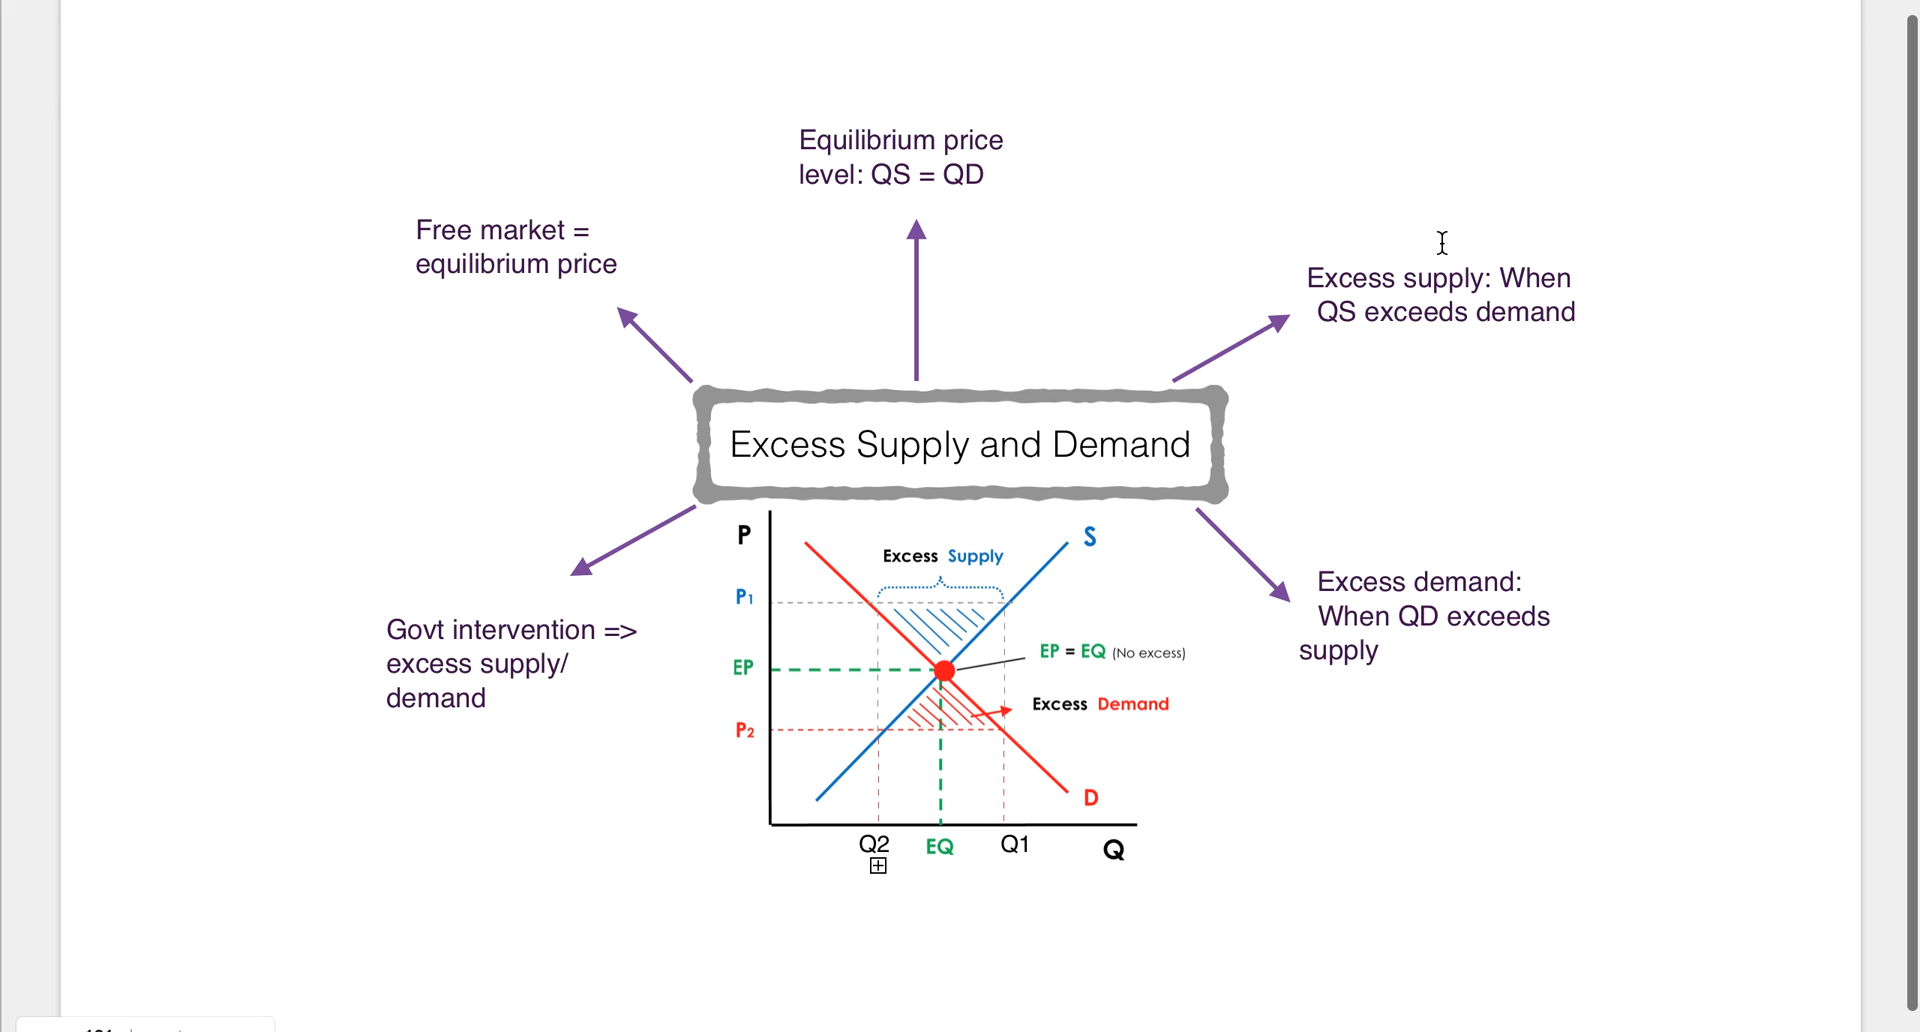 Equilibrium price
level: QS = QD
Free market =
equilibrium price
Excess supply: When
QS exceeds demand
Excess Supply and Demand
Govt intervention =>
excess supply/
demand
Excess demand:
When QD exceeds
supply
P
S
Excess Supply
P1
EP
EP = EQ (No excess)
Excess Demand
P2
D
Q2
EQ
Q1
Q